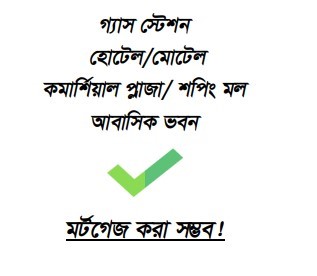 গ্যাস স্টেশন
হোটেল/মোটেল
কমার্শিয়াল প্লাজা/ শপিং মল
আবাসিক ভবন
মর্টগেজ করা সম্ভব!